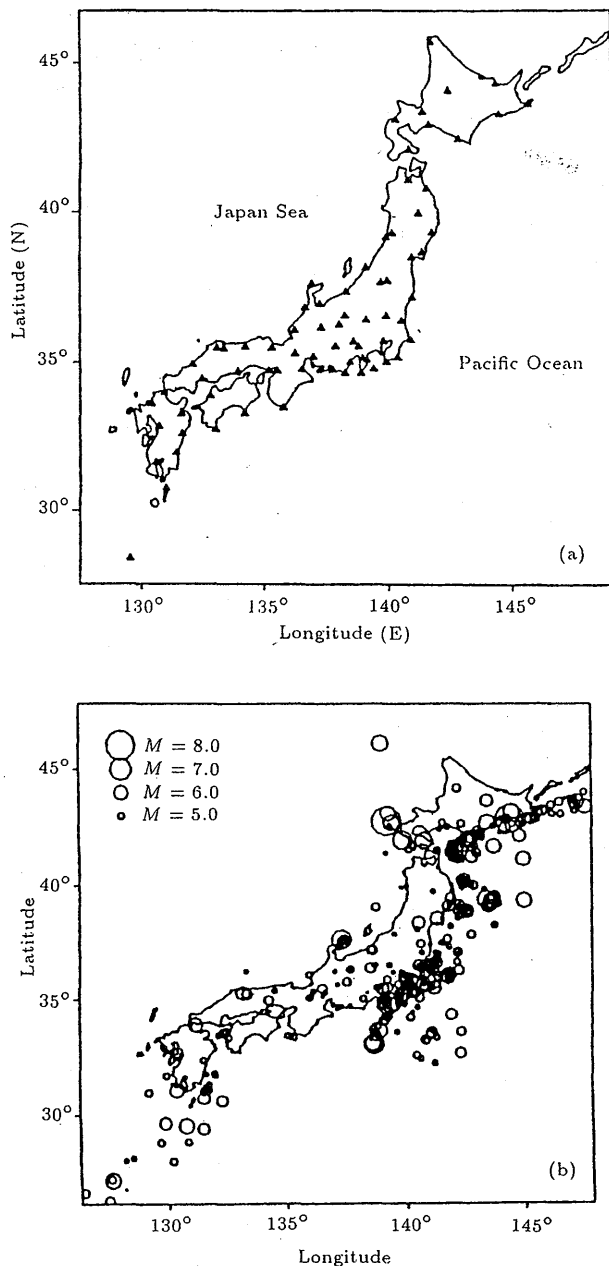 45°
40°
35°
30°
Latitude (N)
Japan Sea
Pacific Ocean
(a)
130°
135°
140°
145°
Longitude (E)
M = 8.0
M = 7.0
M = 6.0
M = 5.0
45°
40°
35°
30°
Latitude
(b)
130°
135°
140°
145°
Longitude